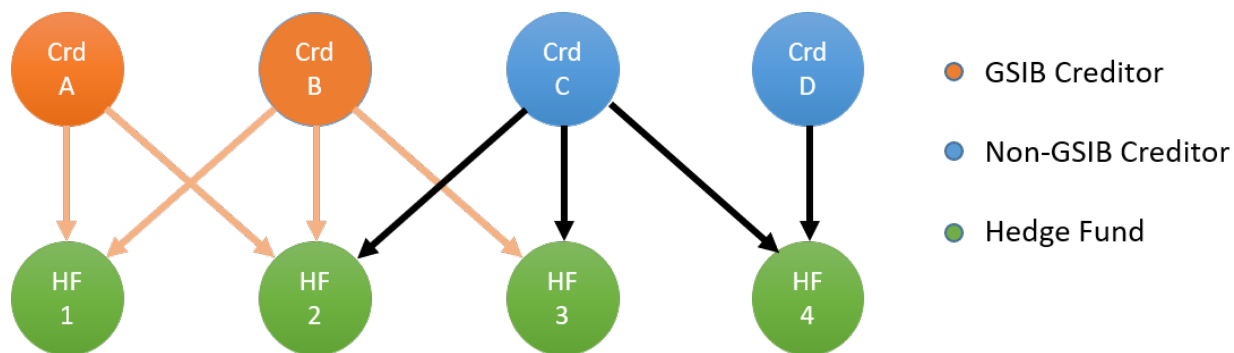 Crd
A
Crd
B
Crd
C
Crd
D
GSIB Creditor
Non-GSIB Creditor
Hedge Fund
HF
1
HF
2
HF
3
HF
4